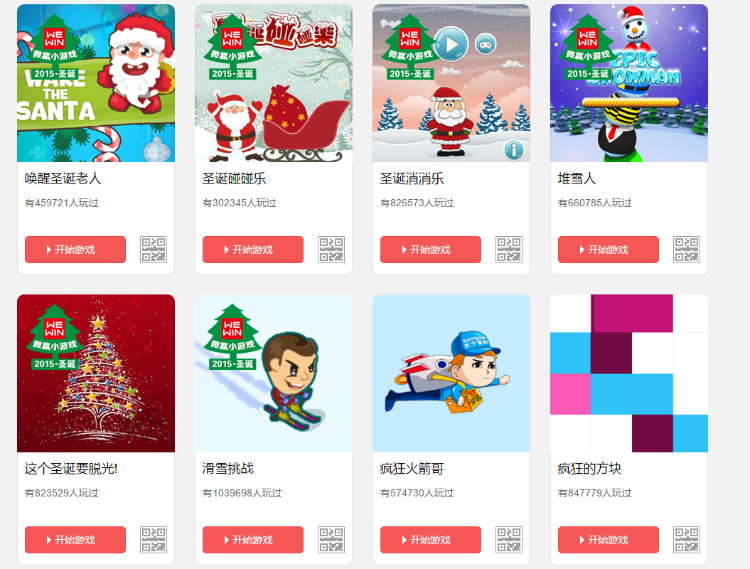 WE
WIN
微赢小游戏
2015·圣诞
WAKE
THE
SANTA
WE
WIN
微赢小游戏
2015·圣诞
圣诞碰碰乐
WE
WIN
微赢小游戏
2015·圣诞
WE
WIN
微赢小游戏
2015·圣诞
EPIC
SNOWMAN
唤醒圣诞老人
圣诞碰碰乐
圣诞消消乐
堆雪人
有459721人玩过
有302345人玩过
有826573人玩过
有660785人玩过
开始游戏
开始游戏
开始游戏
开始游戏
WE
WIN
微赢小游戏
2015·圣诞
WE
WIN
微赢小游戏
2015·圣诞
这个圣诞要脱光!
滑雪挑战
疯狂火箭哥
疯狂的方块
有823529人玩过
有1039698人玩过
有574730人玩过
有847779人玩过
开始游戏
开始游戏
开始游戏
开始游戏